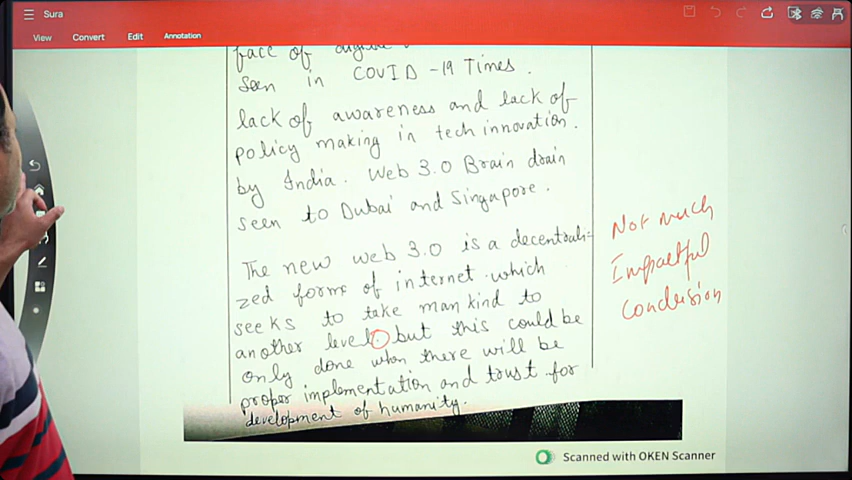 Sura
View Convert Edit Annotation
face of
Seen in COVID-19 Times.
lack of awareness and lack of
policy making in tech innovation.
by India. Web 3.0 Brain drain
seen to Dubai and Singapore.
The new web 3.0 is a decentrali-
zed forms of internet which
seeks to take mankind to
another level. but this could be
only done when there will be
proper implementation and trust for
development of humanity.
Not much
Impactful
conclusion
Scanned with OKEN Scanner